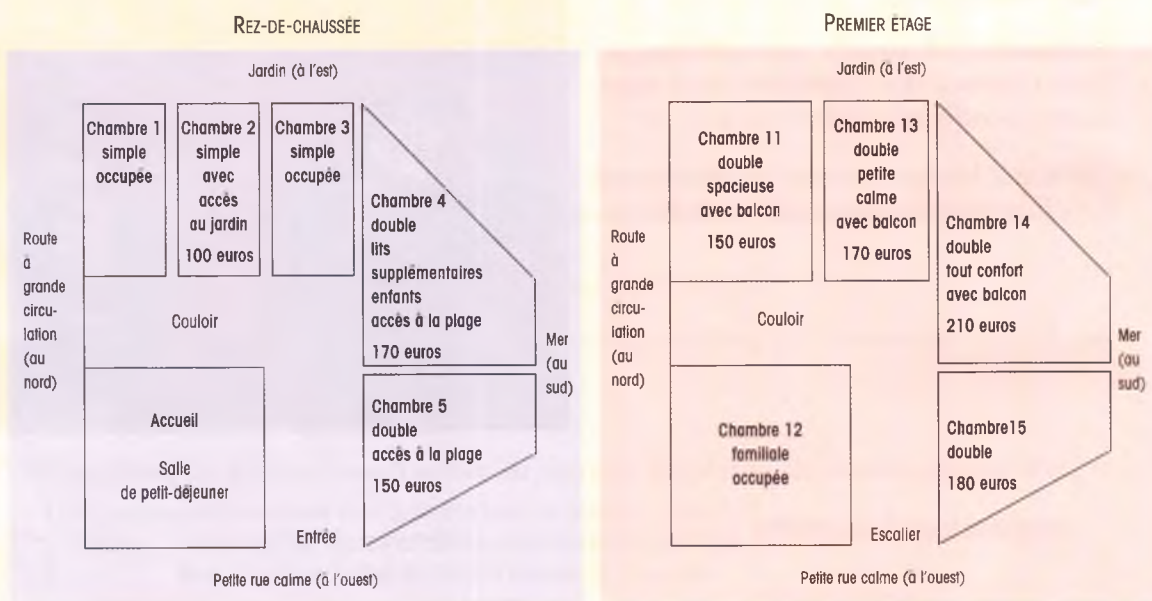 REZ-DE-CHAUSSÉE
Jardin (à l'est)
Chambre 1
simple
occupée
Chambre 2
simple
avec
accès
au jardin
100 euros
Chambre 3
simple
occupée
Chambre 4
double
lits
supplémentaires
enfants
accès à la plage
170 euros
Route
à
grande
circu-
lation
(au
nord)
Couloir
Mer
(au
sud)
Accueil
Salle
de petit-déjeuner
Chambre 5
double
accès à la plage
150 euros
Entrée
Petite rue calme (à l'ouest)
PREMIER ÉTAGE
Jardin (à l'est)
Chambre 11
double
spacieuse
avec balcon
150 euros
Chambre 13
double
petite
calme
avec balcon
170 euros
Chambre 14
double
tout confort
avec balcon
210 euros
Route
à
grande
circu-
lation
(au
nord)
Couloir
Mer
(au
sud)
Chambre 12
familiale
occupée
Chambre15
double
180 euros
Escalier
Petite rue calme (à l'ouest)